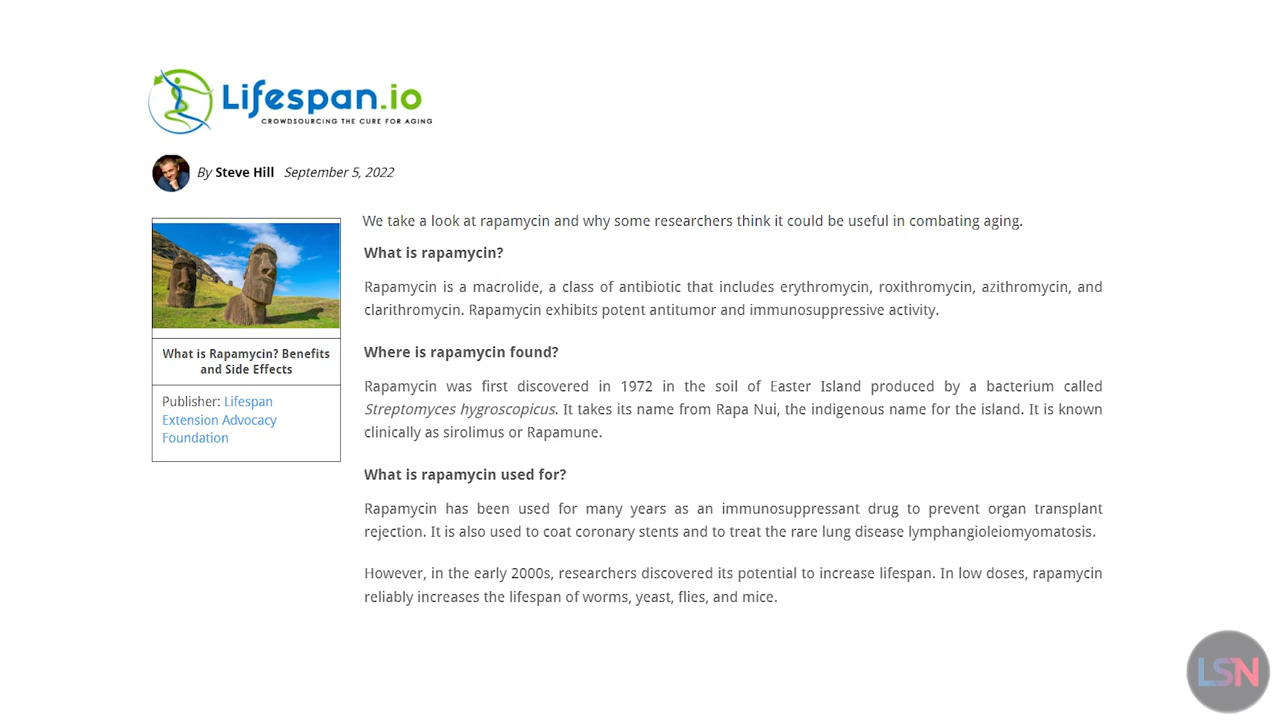 Lifespan.io
CROWDSOURCING THE CURE FOR AGING
By Steve Hill September 5, 2022
What is Rapamycin? Benefits
and Side Effects
Publisher: Lifespan
Extension Advocacy
Foundation
We take a look at rapamycin and why some researchers think it could be useful in combating aging.
What is rapamycin?
Rapamycin is a macrolide, a class of antibiotic that includes erythromycin, roxithromycin, azithromycin, and
clarithromycin. Rapamycin exhibits potent antitumor and immunosuppressive activity.
Where is rapamycin found?
Rapamycin was first discovered in 1972 in the soil of Easter Island produced by a bacterium called
Streptomyces hygroscopicus. It takes its name from Rapa Nui, the indigenous name for the island. It is known
clinically as sirolimus or Rapamune.
What is rapamycin used for?
Rapamycin has been used for many years as an immunosuppressant drug to prevent organ transplant
rejection. It is also used to coat coronary stents and to treat the rare lung disease lymphangioleiomyomatosis.
However, in the early 2000s, researchers discovered its potential to increase lifespan. In low doses, rapamycin
reliably increases the lifespan of worms, yeast, flies, and mice.
LSN